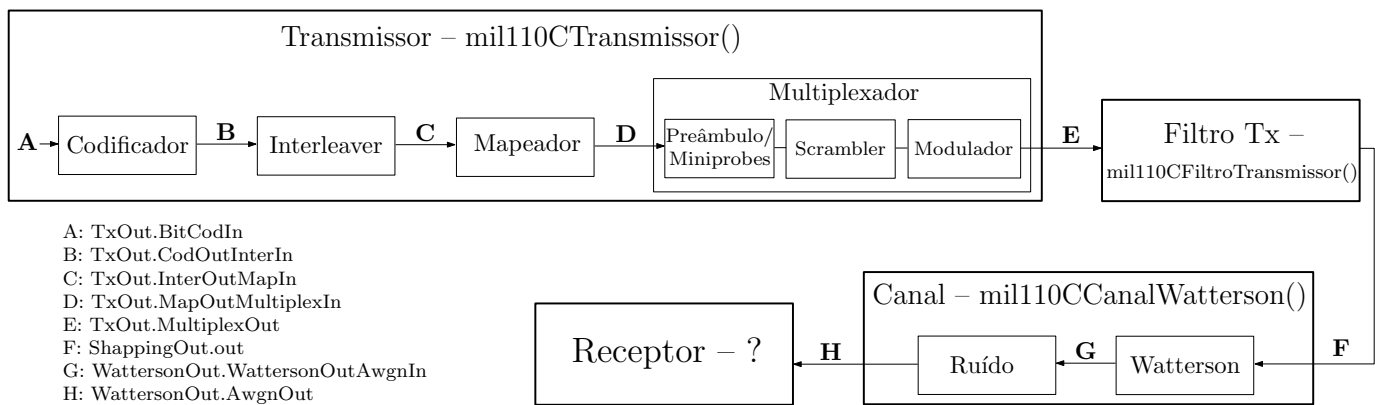 Transmissor – mil110CTransmissor()
Multiplexador
A
Codificador
B
Interleaver
C
Mapeador
D
Preâmbulo/
Miniprobes
Scrambler
Modulador
E
Filtro Tx –
mil110CFiltroTransmissor()
A: TxOut.BitCodIn
B: TxOut.CodOutInterIn
C: TxOut.InterOutMapIn
D: TxOut.MapOutMultiplexIn
E: TxOut.MultiplexOut
F: ShappingOut.out
G: WattersonOut.WattersonOutAwgnIn
H: WattersonOut.AwgnOut
Receptor – ?
H
Canal – mil110CCanalWatterson()
Ruído
G
Watterson
F